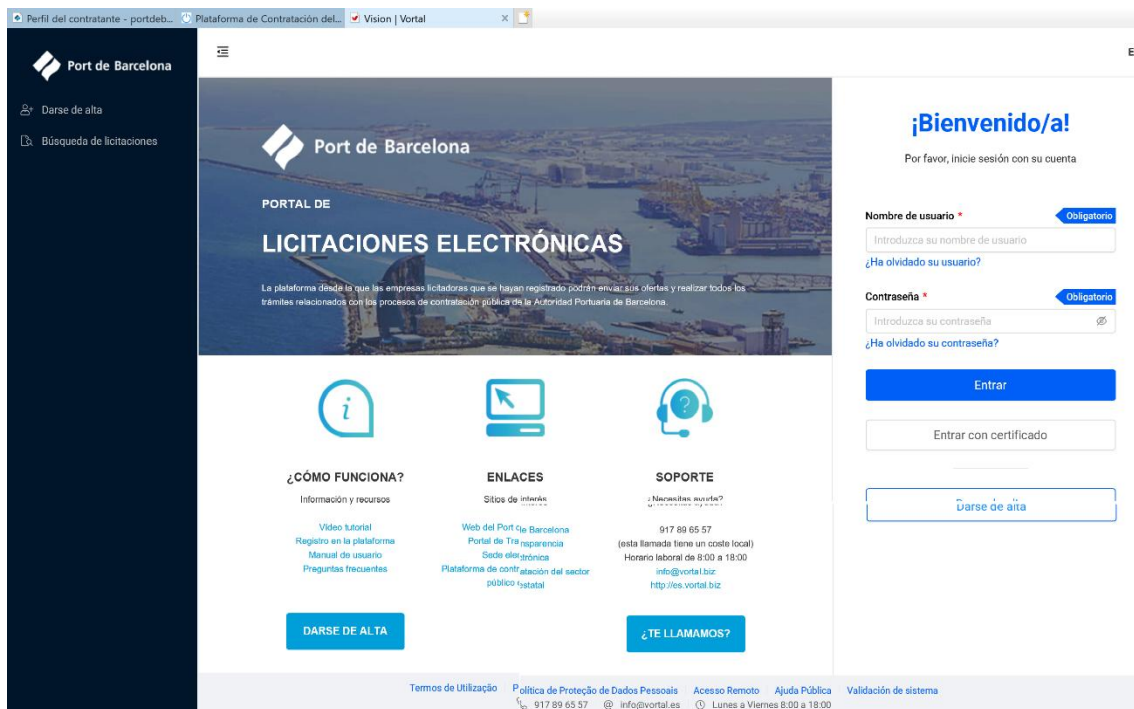 Perfil del contratante - portdeb...
Plataforma de Contratación del...
Vision | Vortal
Port de Barcelona
Darse de alta
Búsqueda de licitaciones
E
Port de Barcelona
PORTAL DE
LICITACIONES ELECTRÓNICAS
La plataforma desde la que las empresas licitadoras que se hayan registrado podrán enviar sus ofertas y realizar todos los
trámites relacionados con los procesos de contratación pública de la Autoridad Portuaria de Barcelona.
¿CÓMO FUNCIONA?
Información y recursos
Video tutorial
Registro en la plataforma
Manual de usuario
Preguntas frecuentes
DARSE DE ALTA
ENLACES
Sitios de interés
Web del Port de Barcelona
Portal de Transparencia
Sede electrónica
Plataforma de contratación del sector
público estatal
SOPORTE
¿Necesitas ayuda?
917 89 65 57
(esta llamada tiene un coste local)
Horario laboral de 8:00 a 18:00
info@vortal.biz
http://es.vortal.biz
¿TE LLAMAMOS?
¡Bienvenido/a!
Por favor, inicie sesión con su cuenta
Nombre de usuario *
Obligatorio
Introduzca su nombre de usuario
¿Ha olvidado su usuario?
Contraseña *
Obligatorio
Introduzca su contraseña
¿Ha olvidado su contraseña?
Entrar
Entrar con certificado
Darse de alta
Termos de Utilização Política de Proteção de Dados Pessoais Acesso Remoto Ajuda Pública Validación de sistema
917 89 65 57 @ info@vortal.es Lunes a Viernes 8:00 a 18:00